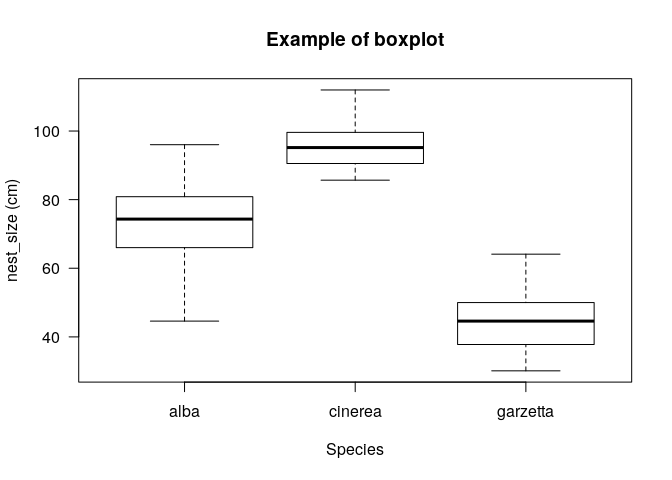 Example of boxplot
nest_size (cm)
100
80
60
40
alba cinerea garzetta
Species